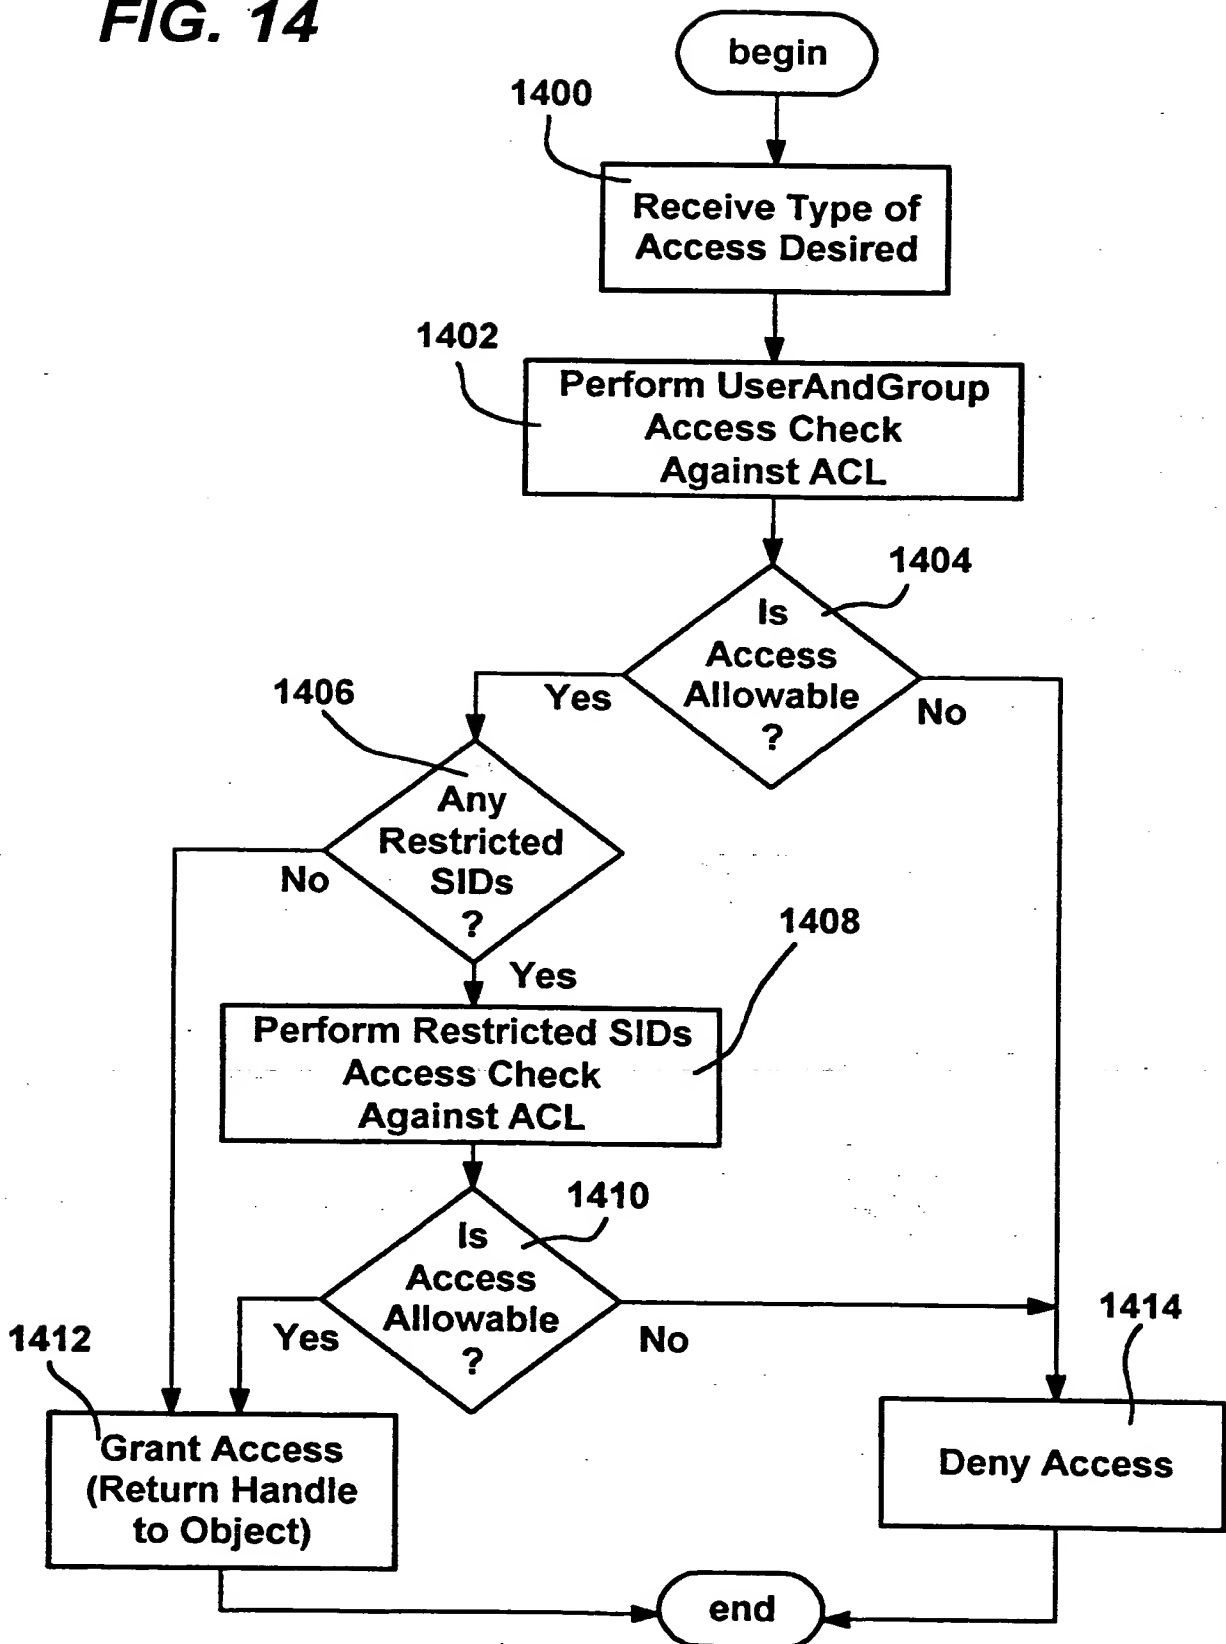 FIG. 14
begin
1400
Receive Type of
Access Desired
1402
Perform UserAndGroup
Access Check
Against ACL
1404
Is
Access
Allowable
?
Yes
No
1406
Any
Restricted
SIDs
?
No
Yes
1408
Perform Restricted SIDs
Access Check
Against ACL
1410
Is
Access
Allowable
?
Yes
No
1412
Grant Access
(Return Handle
to Object)
1414
Deny Access
end